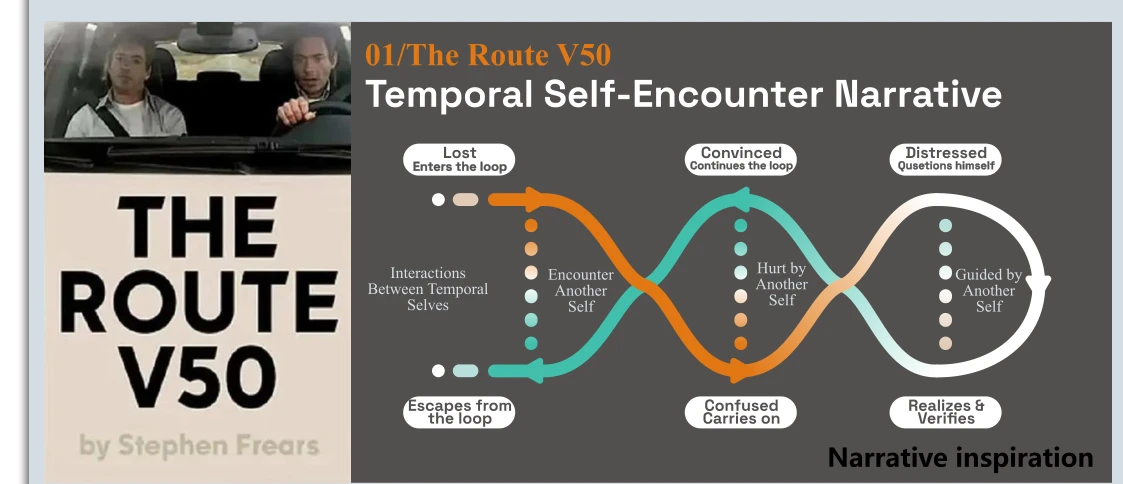 THE
ROUTE
V50
by Stephen Frears
01/The Route V50
Temporal Self-Encounter Narrative
Lost
Enters the loop
Convinced
Continues the loop
Distressed
Qusetions himself
Interactions
Between Temporal
Selves
Encounter
Another
Self
Hurt by
Another
Self
Guided by
Another
Self
Escapes from
the loop
Confused
Carries on
Realizes &
Verifies
Narrative inspiration